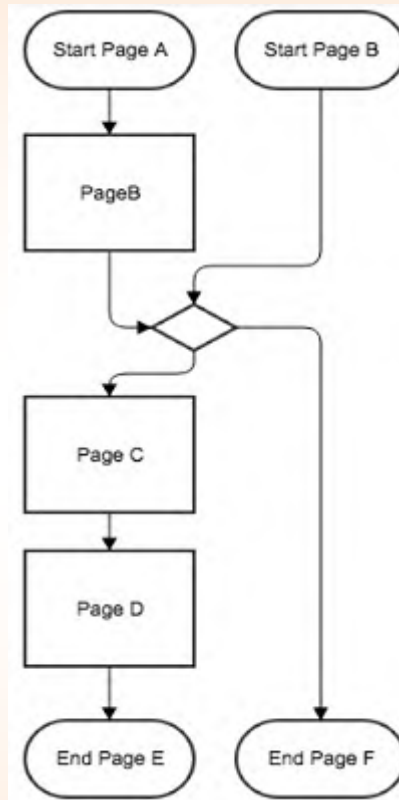 Start Page A
Start Page B
PageB
Page C
Page D
End Page E
End Page F